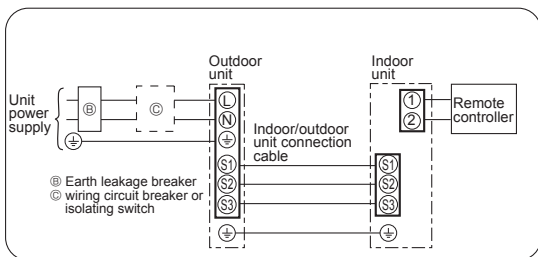 Outdoor
unit
Indoor
unit
Unit
power
supply
Ⓑ
Ⓒ
L
N
1
2
Remote
controller
Indoor/outdoor
unit connection
cable
S1
S2
S3
S1
S2
S3
Ⓑ Earth leakage breaker
Ⓒ wiring circuit breaker or
isolating switch